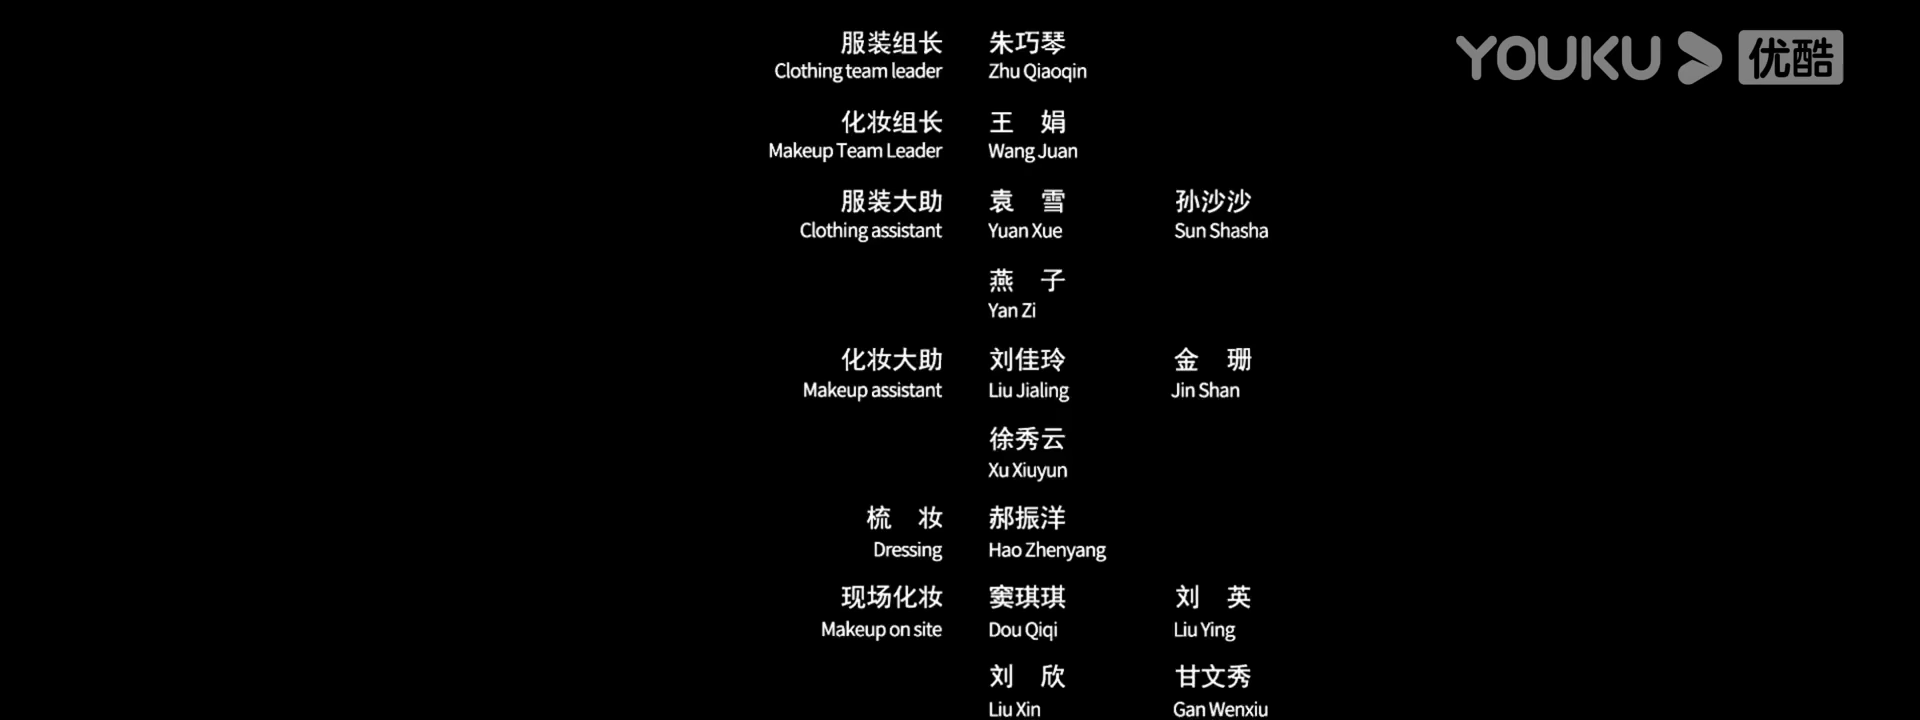 服装组长 朱巧琴
Clothing team leader Zhu Qiaoqin
YOUKU 优酷
化妆组长 王 娟
Makeup Team Leader Wang Juan
服装大助 袁 雪 孙沙沙
Clothing assistant Yuan Xue Sun Shasha
燕 子
Yan Zi
化妆大助 刘佳玲 金 珊
Makeup assistant Liu Jialing Jin Shan
徐秀云
Xu Xiuyun
梳 妆 郝振洋
Dressing Hao Zhenyang
现场化妆 窦琪琪 刘 英
Makeup on site Dou Qiqi Liu Ying
刘 欣 甘文秀
Liu Xin Gan Wenxiu